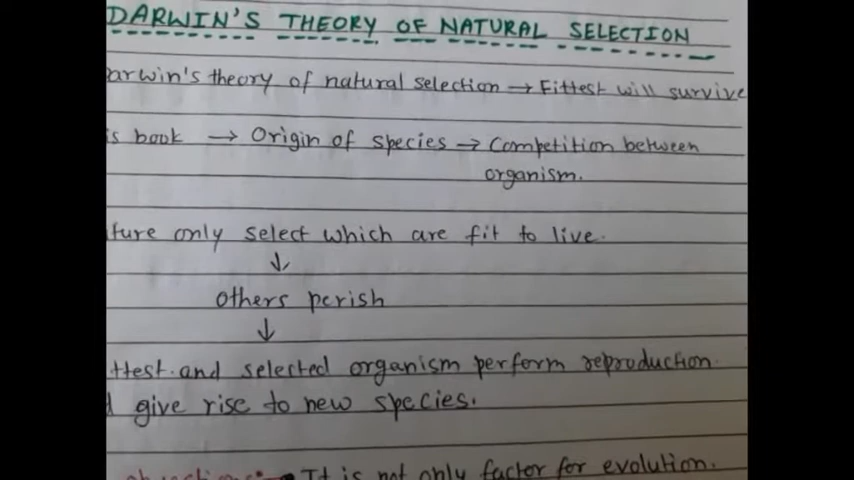 DARWIN'S THEORY OF NATURAL SELECTION
arwin's theory of natural selection → Fittest will survive
is book → Origin of species → Competition between
organism.
ture only select which are fit to live.
↓
others perish
↓
ttest and selected organism perform reproduction
give rise to new species.
It is not only factor for evolution.